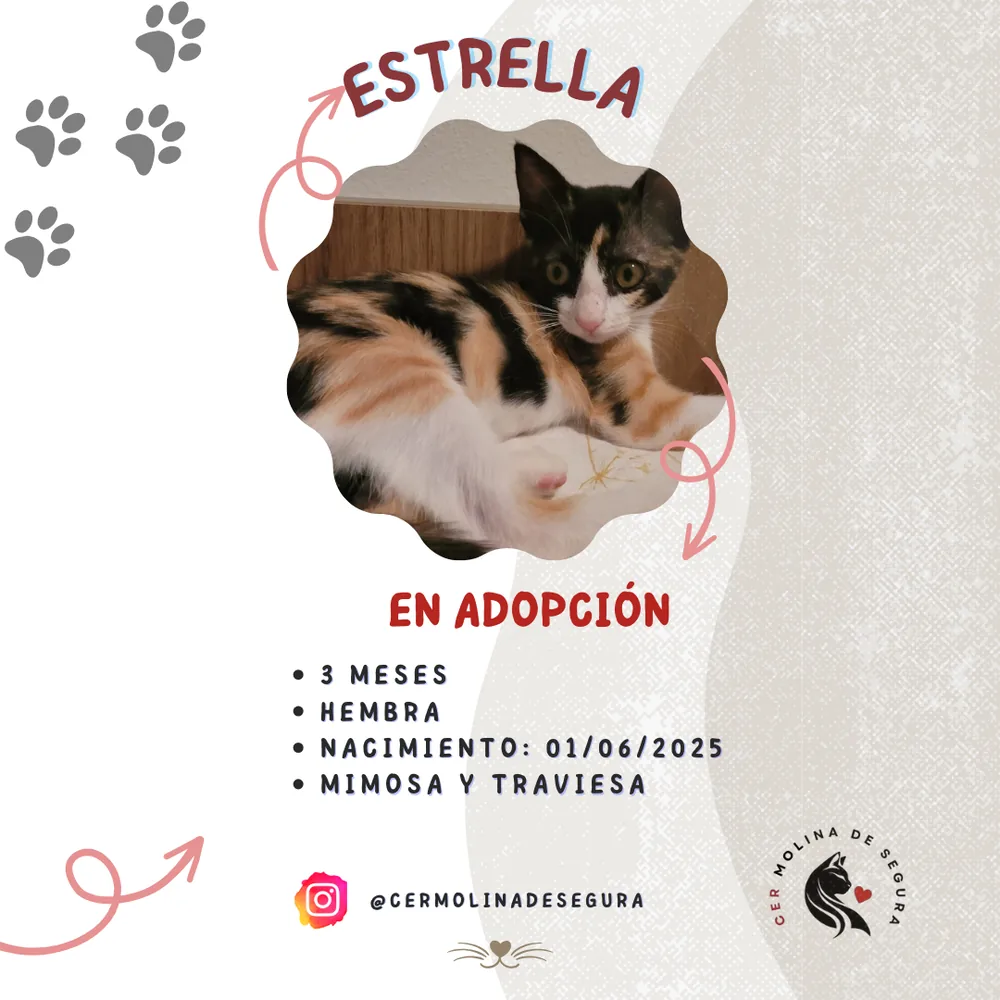 ESTRELLA
EN ADOPCIÓN
• 3 MESES
• HEMBRA
• NACIMIENTO: 01/06/2025
• MIMOSA Y TRAVIESA
@CERMOLINADESEGURA
CER MOLINA DE SEGURA